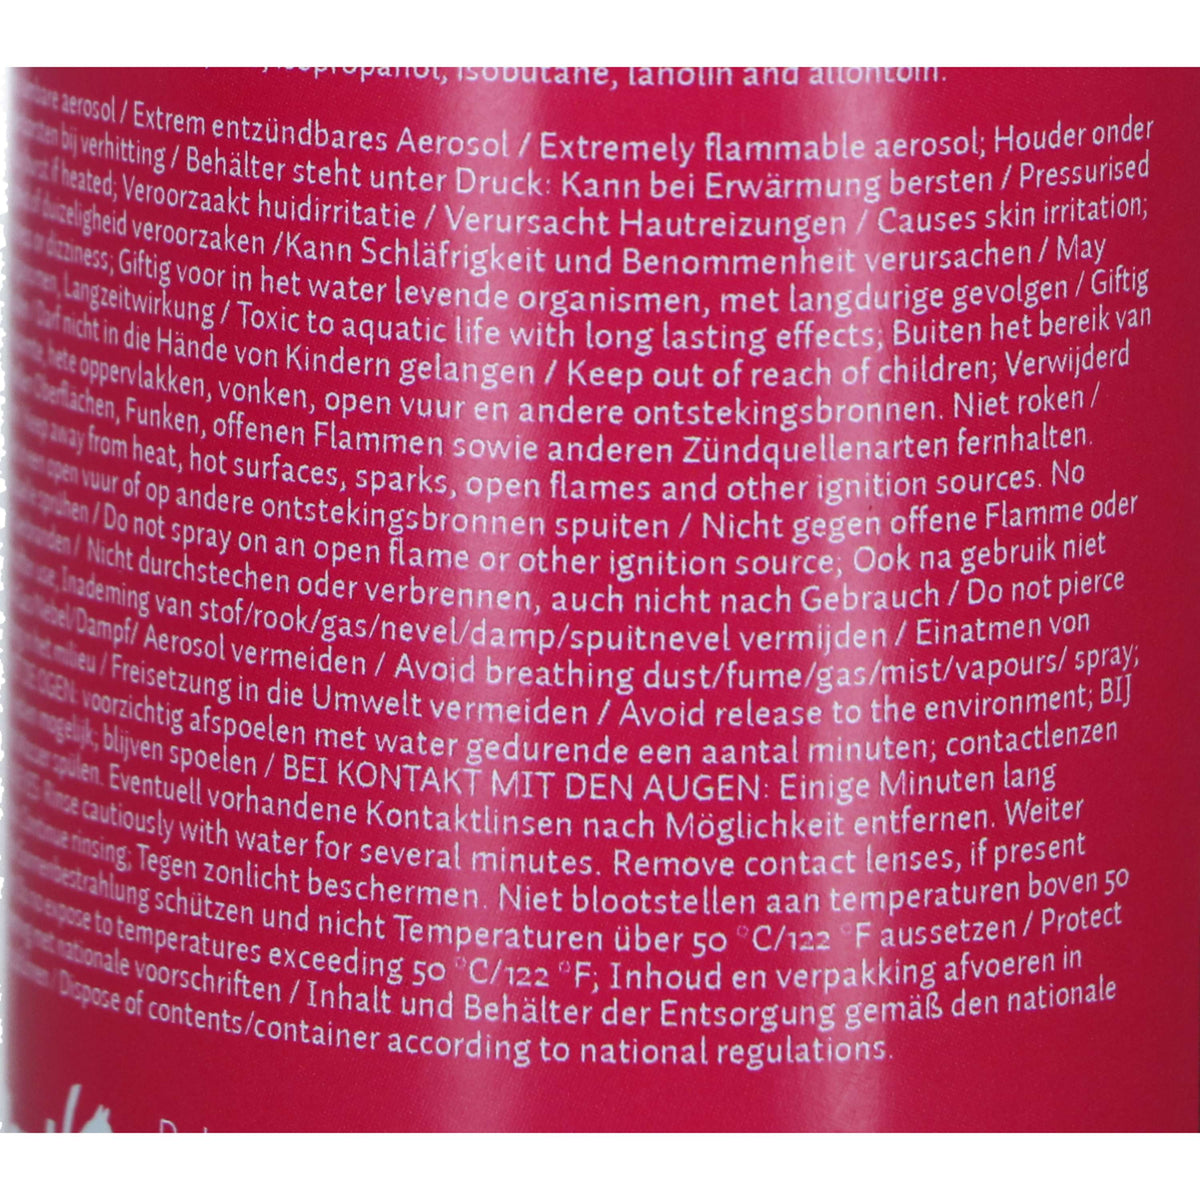 isopropanol, isobutane, lanolin and allontoin.
aerosol / Extrem entzündbares Aerosol / Extremely flammable aerosol; Houder onder
bij verhitting / Behälter steht unter Druck: Kann bei Erwärmung bersten / Pressurised
if heated; Veroorzaakt huidirritatie / Verursacht Hautreizungen / Causes skin irritation;
of duizeligheid veroorzaken /Kann Schläfrigkeit und Benommenheit verursachen / May
or dizziness; Giftig voor in het water levende organismen, met langdurige gevolgen / Giftig
Langzeitwirkung / Toxic to aquatic life with long lasting effects; Buiten het bereik van
Darf nicht in die Hände von Kindern gelangen / Keep out of reach of children; Verwijderd
hete oppervlakken, vonken, open vuur en andere ontstekingsbronnen. Niet roken /
Oberflächen, Funken, offenen Flammen sowie anderen Zündquellenarten fernhalten.
Keep away from heat, hot surfaces, sparks, open flames and other ignition sources. No
open vuur of op andere ontstekingsbronnen spuiten / Nicht gegen offene Flamme oder
sprühen / Do not spray on an open flame or other ignition source; Ook na gebruik niet
/ Nicht durchstechen oder verbrennen, auch nicht nach Gebrauch / Do not pierce
use, Inademing van stof/rook/gas/nevel/damp/spuitnevel vermijden / Einatmen von
Nebel/Dampf/ Aerosol vermeiden / Avoid breathing dust/fume/gas/mist/vapours/ spray;
het milieu / Freisetzung in die Umwelt vermeiden / Avoid release to the environment; BIJ
OGEN: voorzichtig afspoelen met water gedurende een aantal minuten; contactlenzen
mogelijk; blijven spoelen / BEI KONTAKT MIT DEN AUGEN: Einige Minuten lang
spülen. Eventuell vorhandene Kontaktlinsen nach Möglichkeit entfernen. Weiter
Rinse cautiously with water for several minutes. Remove contact lenses, if present
Continue rinsing; Tegen zonlicht beschermen. Niet blootstellen aan temperaturen boven 50
schützen und nicht Temperaturen über 50 °C/122 °F aussetzen / Protect
expose to temperatures exceeding 50 °C/122 °F; Inhoud en verpakking afvoeren in
met nationale voorschriften / Inhalt und Behälter der Entsorgung gemäß den nationale
/ Dispose of contents/container according to national regulations.